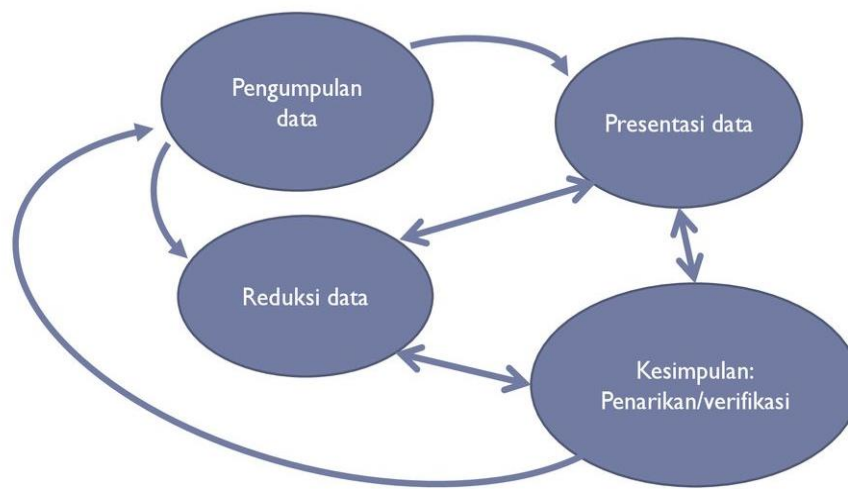 Pengumpulan
data
Presentasi data
Reduksi data
Kesimpulan:
Penarikan/verifikasi